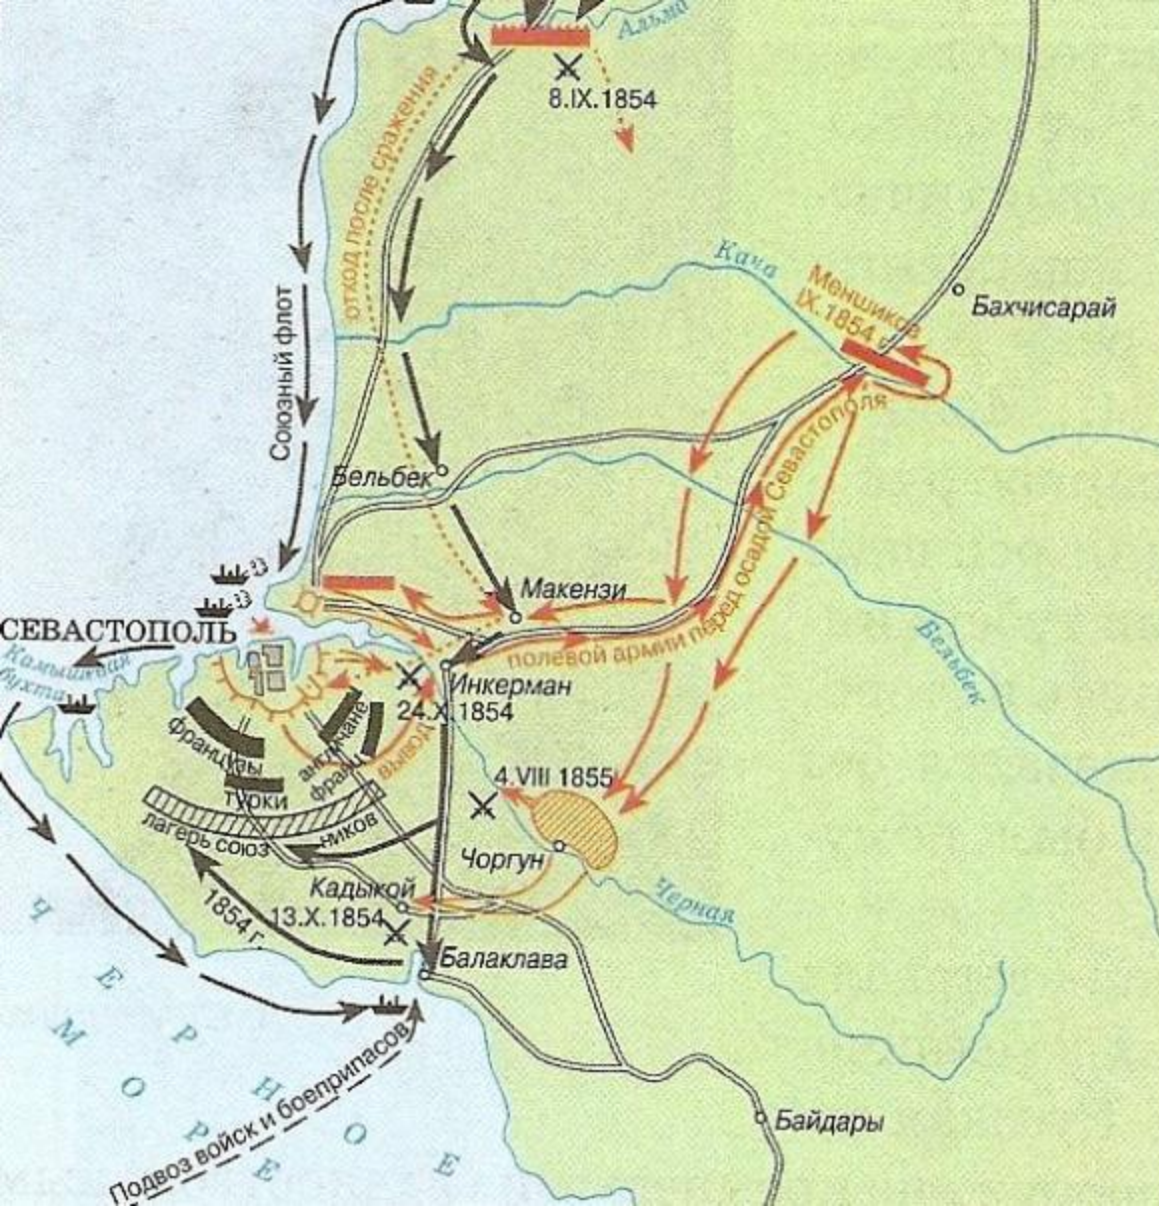 Альма
8.IX.1854
отход после сражения
Кача
Меншиков
IX.1854 г.
Бахчисарай
Союзный флот
Бельбек
Макензи
полевой армии перед осадой Севастополя
СЕВАСТОПОЛЬ
Камышовая
бухта
Инкерман
24.X.1854
Бельбек
французы
англичане
франц
вывод
турки
4.VIII 1855
лагерь союзников
Чоргун
Кадыкой
13.X.1854
Черная
1854 г.
Балаклава
ЧЕРНОЕ
МОРЕ
Подвоз войск и боеприпасов
Байдары